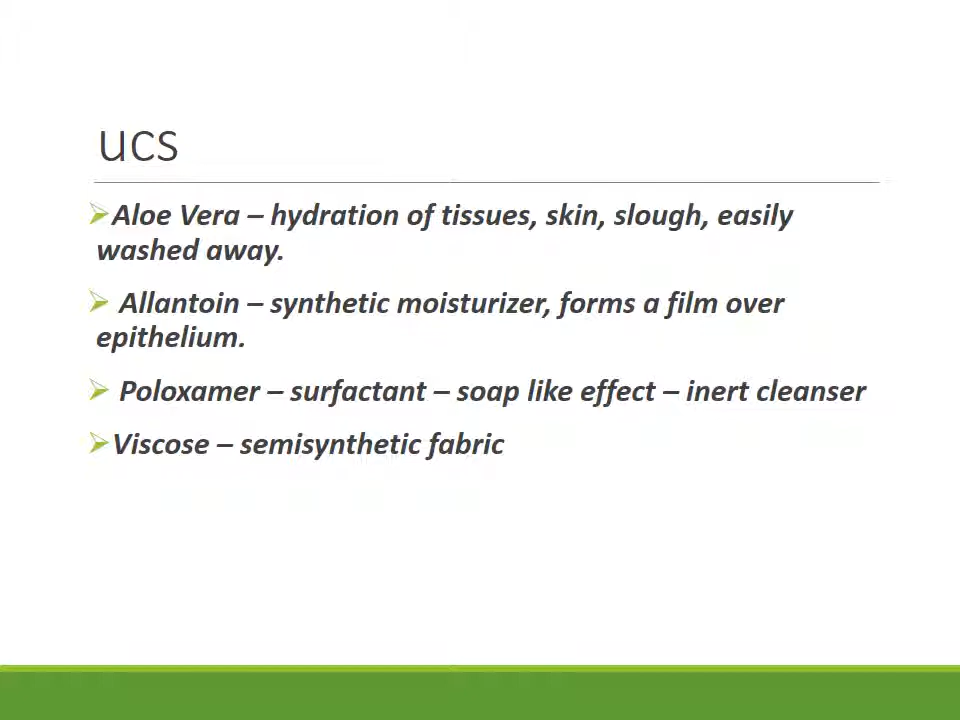 ucs
Aloe Vera – hydration of tissues, skin, slough, easily
washed away.
Allantoin – synthetic moisturizer, forms a film over
epithelium.
Poloxamer – surfactant – soap like effect – inert cleanser
Viscose – semisynthetic fabric